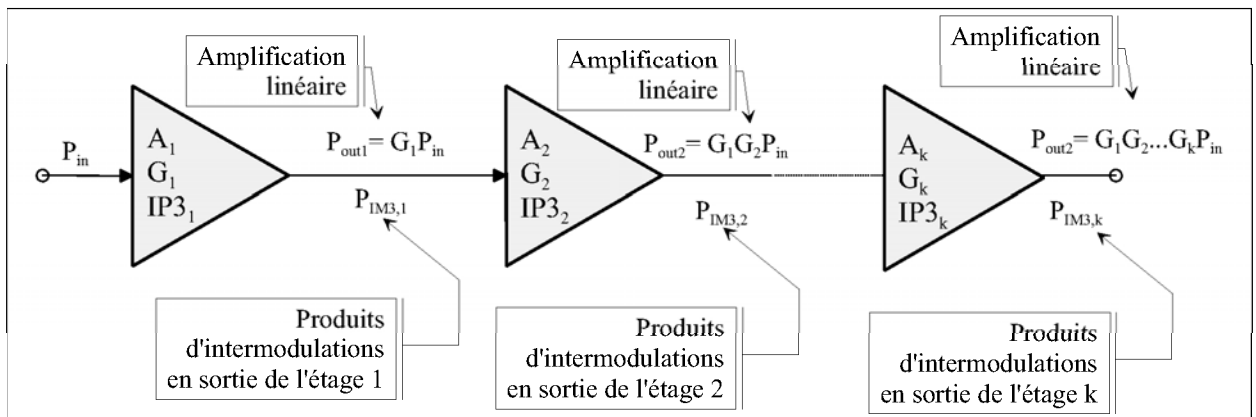 Amplification
linéaire
Amplification
linéaire
Amplification
linéaire
P_in
A_1
G_1
IP3_1
P_out1= G_1P_in
P_IM3,1
A_2
G_2
IP3_2
P_out2= G_1G_2P_in
P_IM3,2
A_k
G_k
IP3_k
P_out2= G_1G_2...G_kP_in
P_IM3,k
Produits
d'intermodulations
en sortie de l'étage 1
Produits
d'intermodulations
en sortie de l'étage 2
Produits
d'intermodulations
en sortie de l'étage k